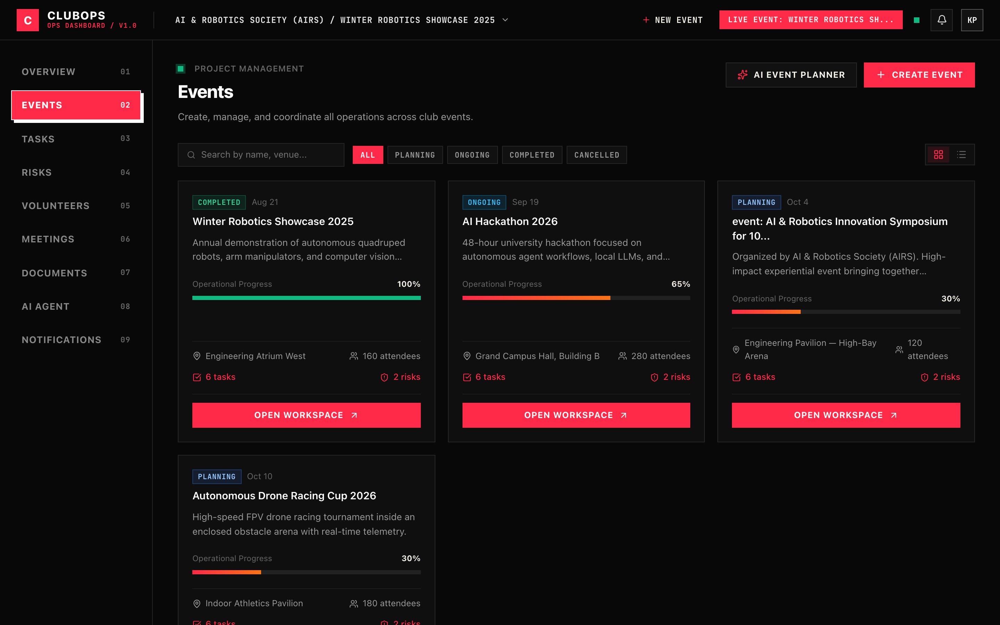 C
CLUBOPS
OPS DASHBOARD / V1.0
AI & ROBOTICS SOCIETY (AIRS) / WINTER ROBOTICS SHOWCASE 2025
+ NEW EVENT
LIVE EVENT: WINTER ROBOTICS SH...
KP
OVERVIEW 01
EVENTS 02
TASKS 03
RISKS 04
VOLUNTEERS 05
MEETINGS 06
DOCUMENTS 07
AI AGENT 08
NOTIFICATIONS 09
PROJECT MANAGEMENT
Events
Create, manage, and coordinate all operations across club events.
AI EVENT PLANNER
+ CREATE EVENT
Search by name, venue...
ALL
PLANNING
ONGOING
COMPLETED
CANCELLED
COMPLETED Aug 21
Winter Robotics Showcase 2025
Annual demonstration of autonomous quadruped
robots, arm manipulators, and computer vision...
Operational Progress 100%
Engineering Atrium West 160 attendees
6 tasks 2 risks
OPEN WORKSPACE
ONGOING Sep 19
AI Hackathon 2026
48-hour university hackathon focused on
autonomous agent workflows, local LLMs, and...
Operational Progress 65%
Grand Campus Hall, Building B 280 attendees
6 tasks 2 risks
OPEN WORKSPACE
PLANNING Oct 4
event: AI & Robotics Innovation Symposium
for 10...
Organized by AI & Robotics Society (AIRS). High-
impact experiential event bringing together...
Operational Progress 30%
Engineering Pavilion — High-Bay
Arena
120
attendees
6 tasks 2 risks
OPEN WORKSPACE
PLANNING Oct 10
Autonomous Drone Racing Cup 2026
High-speed FPV drone racing tournament inside an
enclosed obstacle arena with real-time telemetry.
Operational Progress 30%
Indoor Athletics Pavilion 180 attendees
6 tasks 2 risks